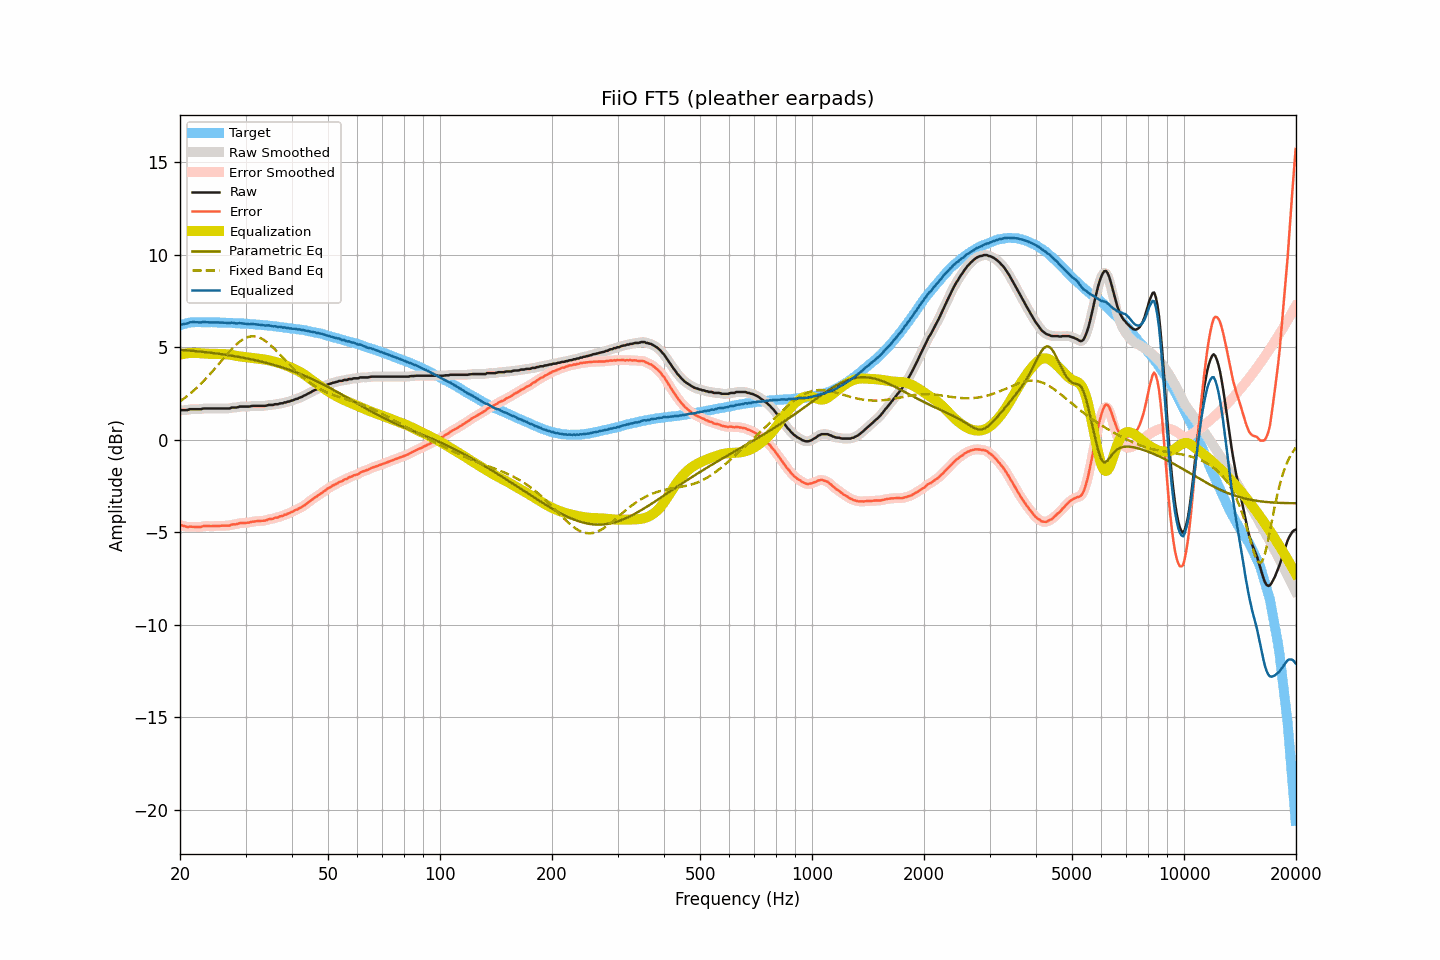 FiiO FT5 (pleather earpads)
Target
Raw Smoothed
Error Smoothed
Raw
Error
Equalization
Parametric Eq
Fixed Band Eq
Equalized
15
10
5
0
−5
−10
−15
−20
Amplitude (dBr)
20 50 100 200 500 1000 2000 5000 10000 20000
Frequency (Hz)